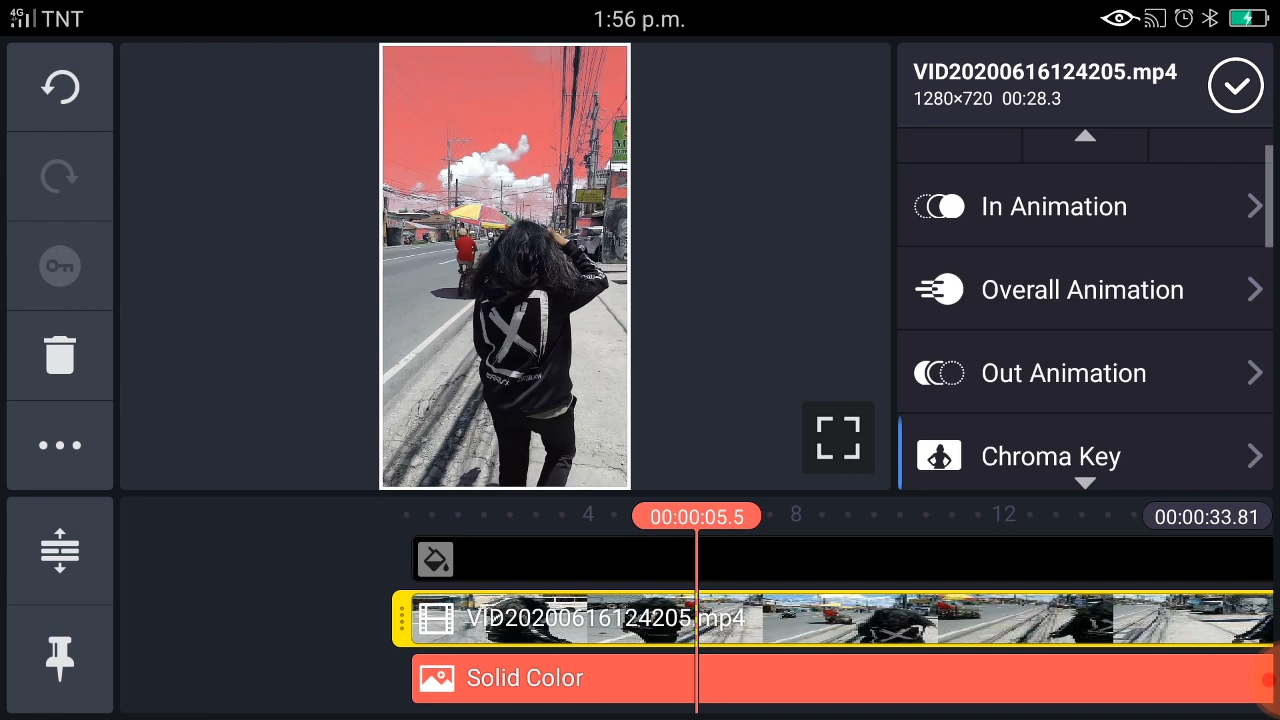 4G TNT
1:56 p.m.
VID20200616124205.mp4
1280×720 00:28.3
In Animation
Overall Animation
Out Animation
Chroma Key
4
00:00:05.5
8
12
00:00:33.81
VID20200616124205.mp4
Solid Color